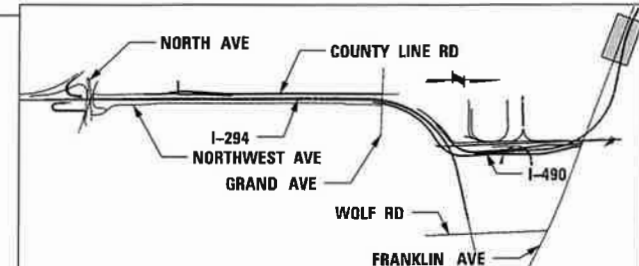 NORTH AVE
COUNTY LINE RD
I-294
NORTHWEST AVE
GRAND AVE
I-490
WOLF RD
FRANKLIN AVE